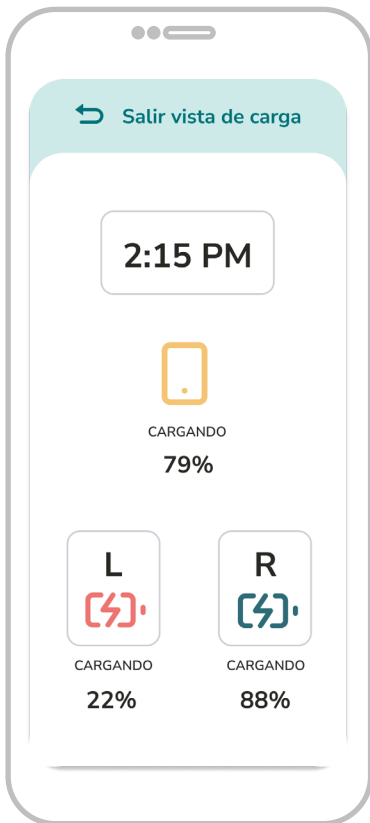 Salir vista de carga
2:15 PM
CARGANDO
79%
L R
CARGANDO CARGANDO
22% 88%